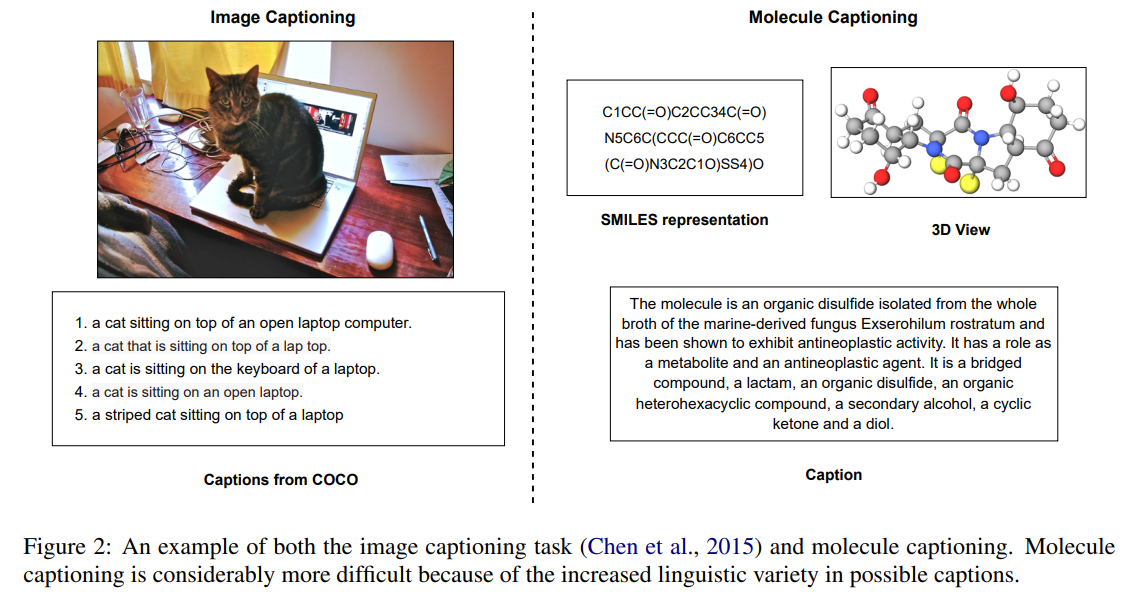 Image Captioning
1. a cat sitting on top of an open laptop computer.
2. a cat that is sitting on top of a lap top.
3. a cat is sitting on the keyboard of a laptop.
4. a cat is sitting on an open laptop.
5. a striped cat sitting on top of a laptop
Captions from COCO
Molecule Captioning
C1CC(=O)C2CC34C(=O)
N5C6C(CCC(=O)C6CC5
(C(=O)N3C2C1O)SS4)O
SMILES representation
3D View
The molecule is an organic disulfide isolated from the whole
broth of the marine-derived fungus Exserohilum rostratum and
has been shown to exhibit antineoplastic activity. It has a role as
a metabolite and an antineoplastic agent. It is a bridged
compound, a lactam, an organic disulfide, an organic
heterohexacyclic compound, a secondary alcohol, a cyclic
ketone and a diol.
Caption
Figure 2: An example of both the image captioning task (Chen et al., 2015) and molecule captioning. Molecule
captioning is considerably more difficult because of the increased linguistic variety in possible captions.